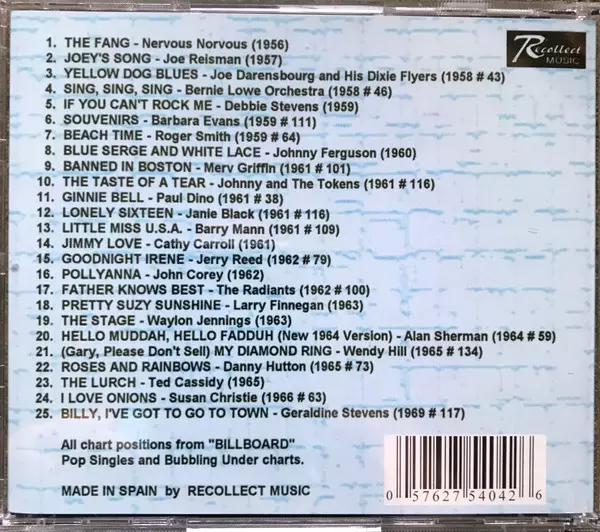 Recollect
MUSIC
1. THE FANG - Nervous Norvous (1956)
2. JOEY'S SONG - Joe Reisman (1957)
3. YELLOW DOG BLUES - Joe Darensbourg and His Dixie Flyers (1958 # 43)
4. SING, SING, SING - Bernie Lowe Orchestra (1958 # 46)
5. IF YOU CAN'T ROCK ME - Debbie Stevens (1959)
6. SOUVENIRS - Barbara Evans (1959 # 111)
7. BEACH TIME - Roger Smith (1959 # 64)
8. BLUE SERGE AND WHITE LACE - Johnny Ferguson (1960)
9. BANNED IN BOSTON - Merv Griffin (1961 # 101)
10. THE TASTE OF A TEAR - Johnny and The Tokens (1961 # 116)
11. GINNIE BELL - Paul Dino (1961 # 38)
12. LONELY SIXTEEN - Janie Black (1961 # 116)
13. LITTLE MISS U.S.A. - Barry Mann (1961 # 109)
14. JIMMY LOVE - Cathy Carroll (1961)
15. GOODNIGHT IRENE - Jerry Reed (1962 # 79)
16. POLLYANNA - John Corey (1962)
17. FATHER KNOWS BEST - The Radiants (1962 # 100)
18. PRETTY SUZY SUNSHINE - Larry Finnegan (1963)
19. THE STAGE - Waylon Jennings (1963)
20. HELLO MUDDAH, HELLO FADDUH (New 1964 Version) - Alan Sherman (1964 # 59)
21. (Gary, Please Don't Sell) MY DIAMOND RING - Wendy Hill (1965 # 134)
22. ROSES AND RAINBOWS - Danny Hutton (1965 # 73)
23. THE LURCH - Ted Cassidy (1965)
24. I LOVE ONIONS - Susan Christie (1966 # 63)
25. BILLY, I'VE GOT TO GO TO TOWN - Geraldine Stevens (1969 # 117)
All chart positions from "BILLBOARD"
Pop Singles and Bubbling Under charts.
MADE IN SPAIN by RECOLLECT MUSIC
0 57627 54042 6